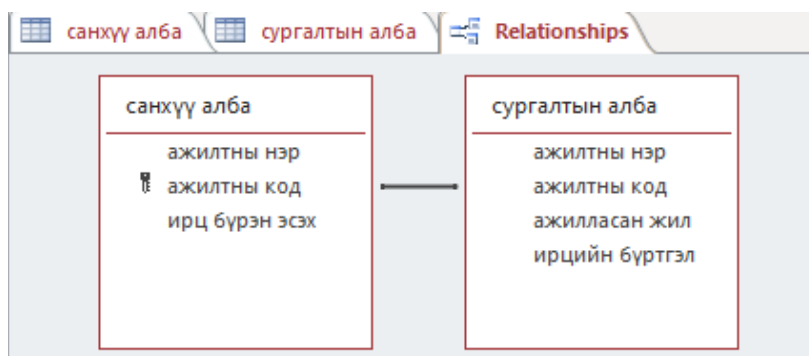 санхүү алба сургалтын алба Relationships
санхүү алба
ажилтны нэр
ажилтны код
ирц бүрэн эсэх
сургалтын алба
ажилтны нэр
ажилтны код
ажилласан жил
ирцийн бүртгэл